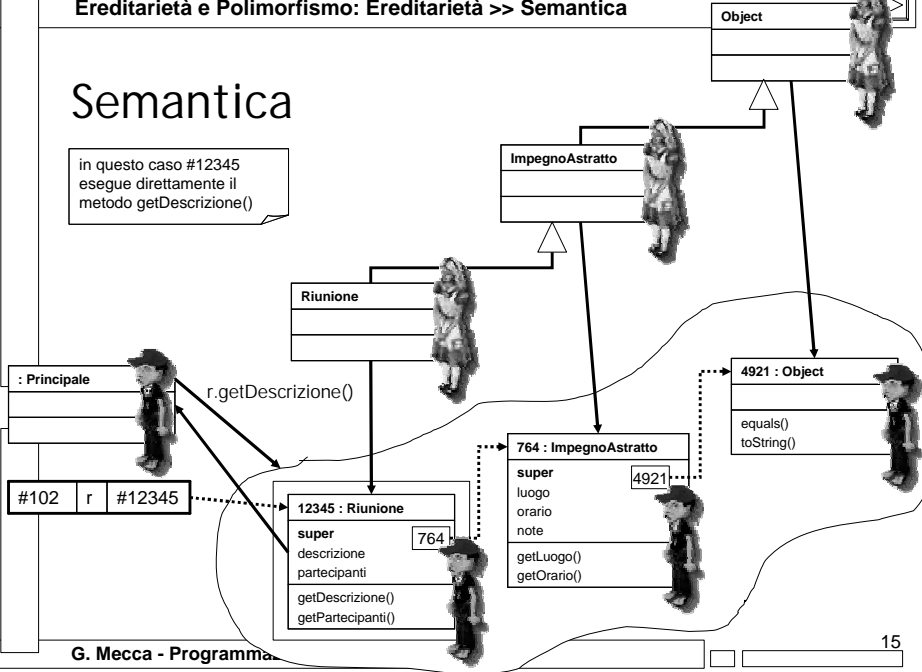 Ereditarietà e Polimorfismo: Ereditarietà >> Semantica
Object
Semantica
in questo caso #12345
esegue direttamente il
metodo getDescrizione()
ImpegnoAstratto
Riunione
: Principale
r.getDescrizione()
4921 : Object
equals()
toString()
764 : ImpegnoAstratto
super
4921
luogo
orario
note
getLuogo()
getOrario()
#102 r #12345
12345 : Riunione
super
764
descrizione
partecipanti
getDescrizione()
getPartecipanti()
G. Mecca - Programma
15